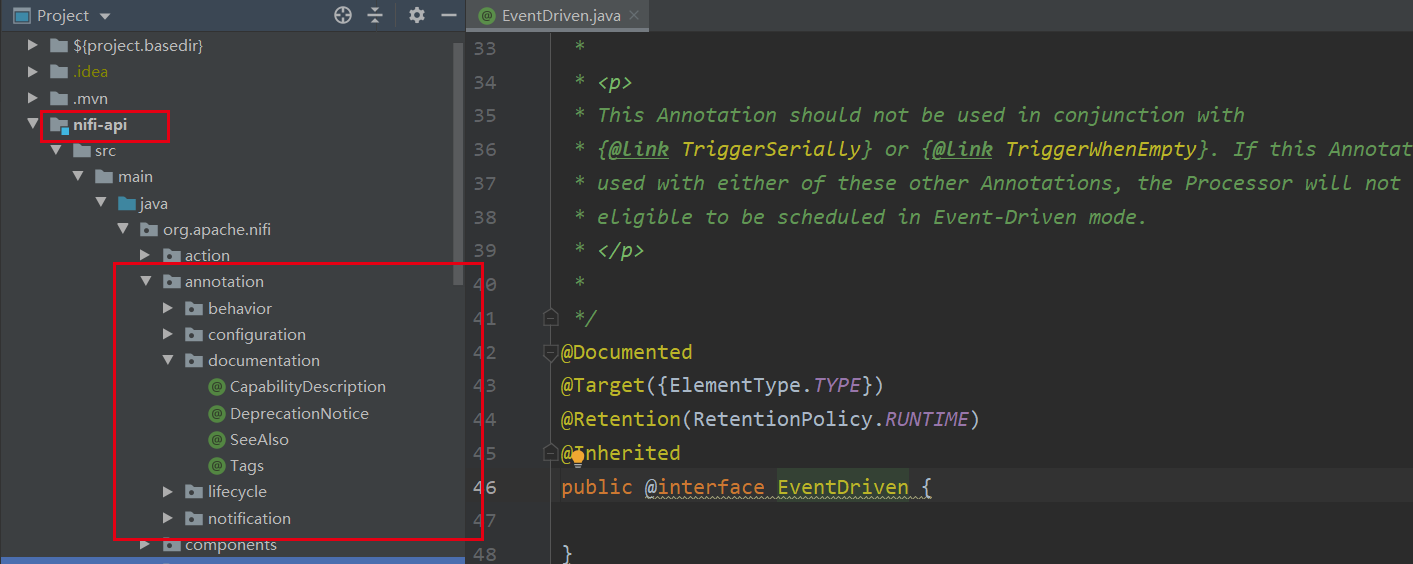 Project
EventDriven.java
${project.basedir}
.idea
.mvn
nifi-api
src
main
java
org.apache.nifi
action
annotation
behavior
configuration
documentation
CapabilityDescription
DeprecationNotice
SeeAlso
Tags
lifecycle
notification
components
33 *
34 * <p>
35 * This Annotation should not be used in conjunction with
36 * {@link TriggerSerially} or {@link TriggerWhenEmpty}. If this Annotat
37 * used with either of these other Annotations, the Processor will not
38 * eligible to be scheduled in Event-Driven mode.
39 * </p>
40 *
41 */
42 @Documented
43 @Target({ElementType.TYPE})
44 @Retention(RetentionPolicy.RUNTIME)
45 @Inherited
46 public @interface EventDriven {
47
48 }